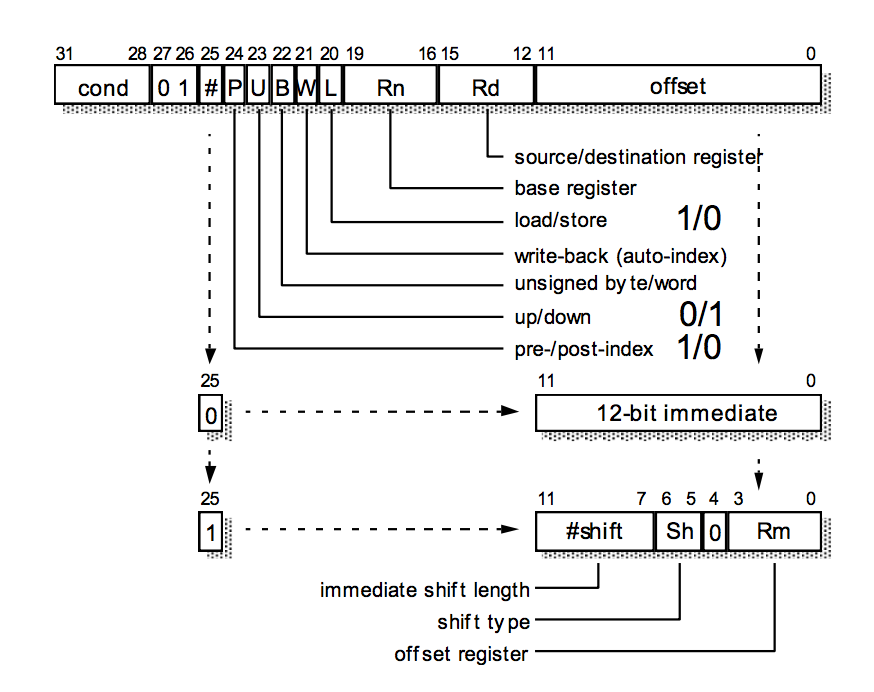 31 28 27 26 25 24 23 22 21 20 19 16 15 12 11 0
cond 0 1 # P U B W L Rn Rd offset
source/destination register
base register
load/store 1/0
write-back (auto-index)
unsigned byte/word
up/down 0/1
pre-/post-index 1/0
25 11 0
0 12-bit immediate
25 11 7 6 5 4 3 0
1 #shift Sh 0 Rm
immediate shift length
shift type
offset register